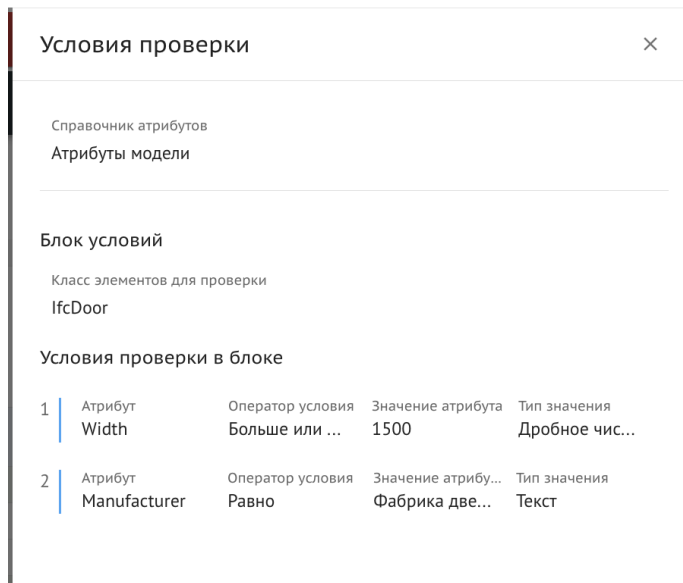 Условия проверки
Справочник атрибутов
Атрибуты модели
Блок условий
Класс элементов для проверки
IfcDoor
Условия проверки в блоке
1 Атрибут Оператор условия Значение атрибута Тип значения
Width Больше или ... 1500 Дробное чис...
2 Атрибут Оператор условия Значение атрибу... Тип значения
Manufacturer Равно Фабрика две... Текст